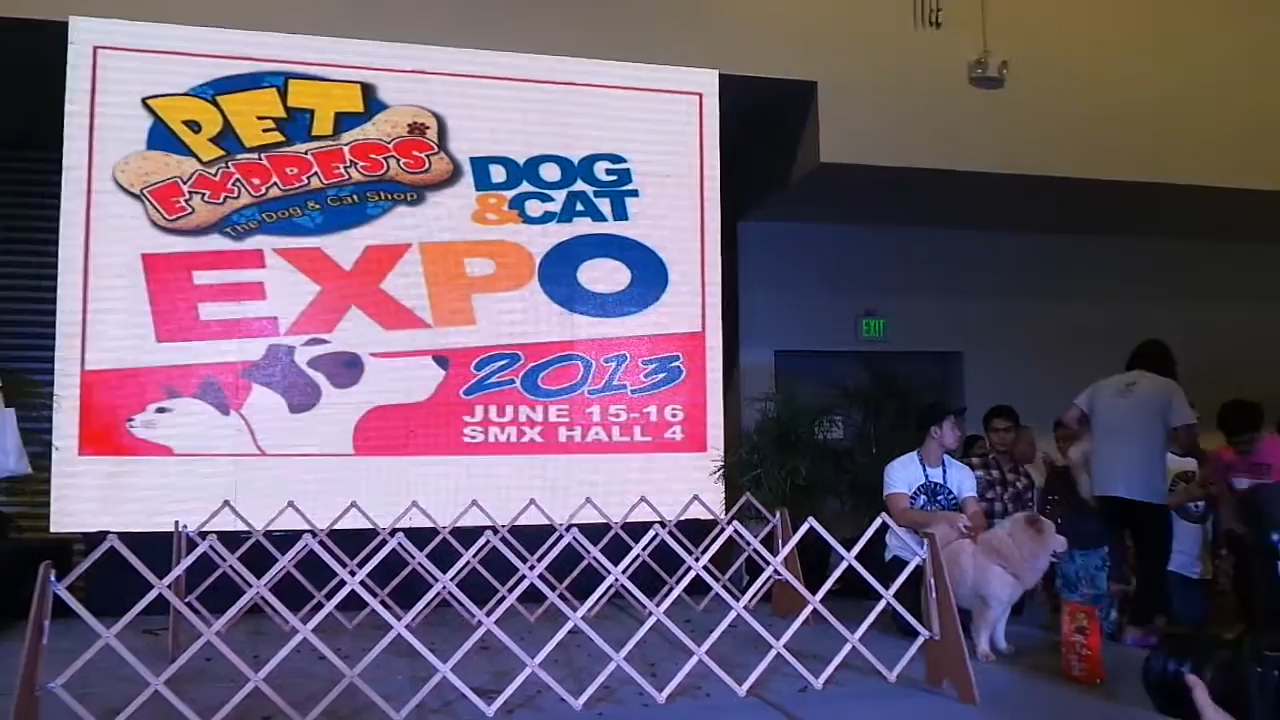 PET
EXPRESS
The Dog & Cat Shop
DOG
&CAT
EXPO
2013
JUNE 15-16
SMX HALL 4
EXIT